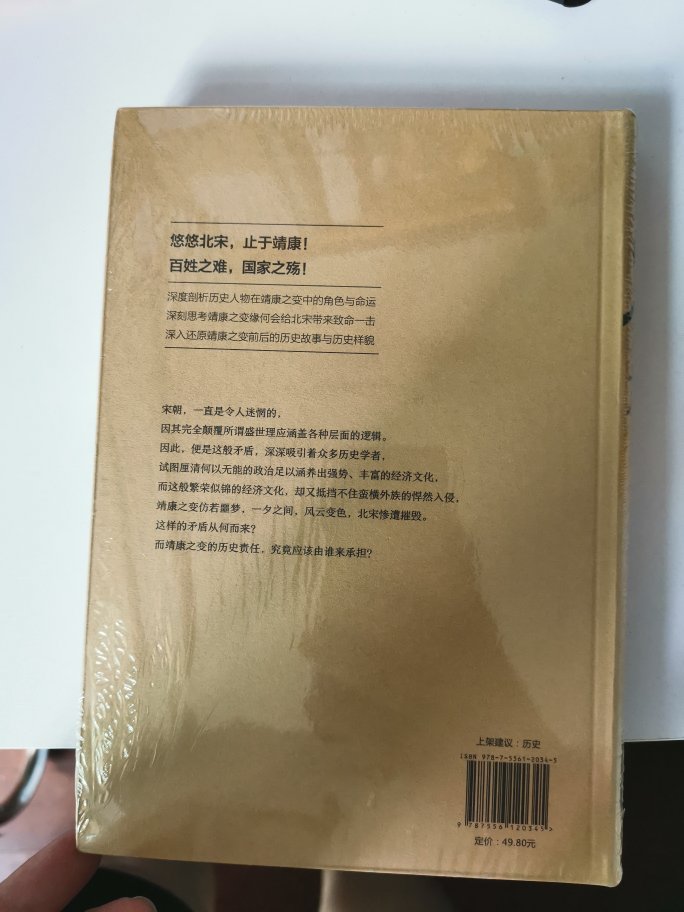 悠悠北宋，止于靖康！
百姓之难，国家之殇！
深度剖析历史人物在靖康之变中的角色与命运
深刻思考靖康之变缘何会给北宋带来致命一击
深入还原靖康之变前后的历史故事与历史样貌
宋朝，一直是令人迷惘的，
因其完全颠覆所谓盛世理应涵盖各种层面的逻辑。
因此，便是这般矛盾，深深吸引着众多历史学者，
试图厘清何以无能的政治足以涵养出强势、丰富的经济文化，
而这般繁荣似锦的经济文化，却又抵挡不住蛮横外族的悍然入侵，
靖康之变仿若噩梦，一夕之间，风云变色，北宋惨遭摧毁。
这样的矛盾从何而来？
而靖康之变的历史责任，究竟应该由谁来承担？
上架建议：历史
ISBN 978-7-5561-2034-5
9 787556 120345>
定价：49.80元